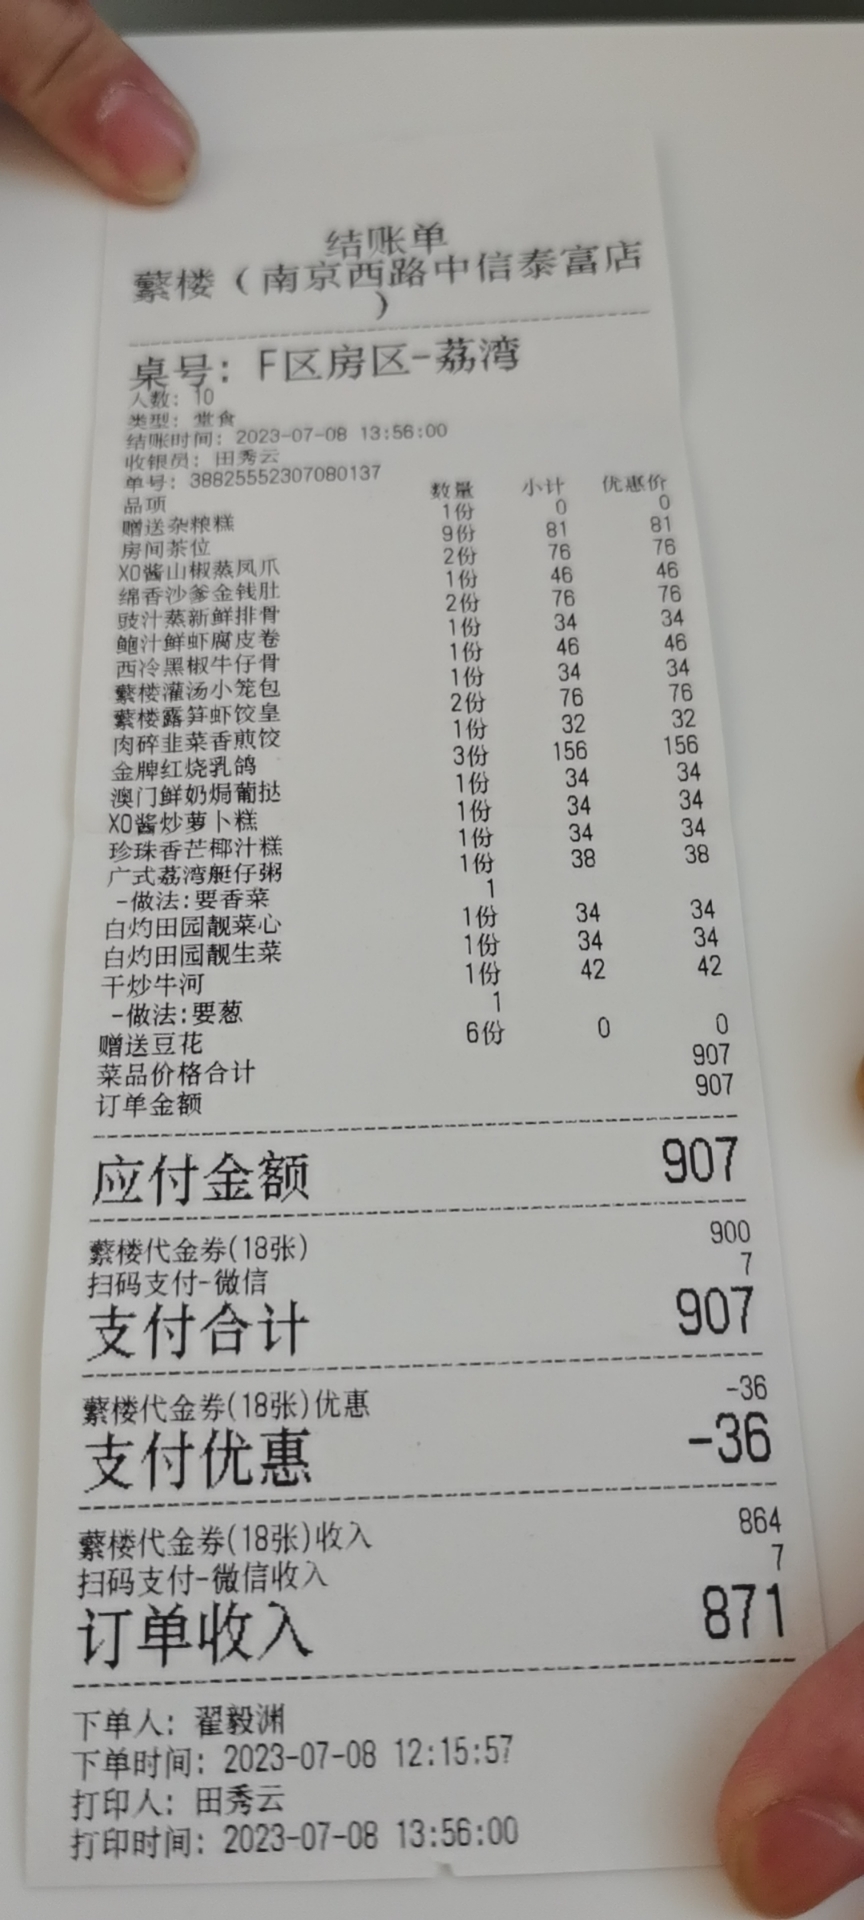 结账单
蘩楼（南京西路中信泰富店
）
桌号: F区房区-荔湾
人数: 10
类型: 堂食
结账时间: 2023-07-08 13:56:00
收银员: 田秀云
单号: 38825552307080137
品项 数量 小计 优惠价
赠送杂粮糕 1份 0 0
房间茶位 9份 81 81
XO酱山椒蒸凤爪 2份 76 76
绵香沙爹金钱肚 1份 46 46
豉汁蒸新鲜排骨 2份 76 76
鲍汁鲜虾腐皮卷 1份 34 34
西冷黑椒牛仔骨 1份 46 46
蘩楼灌汤小笼包 1份 34 34
蘩楼露笋虾饺皇 2份 76 76
肉碎韭菜香煎饺 1份 32 32
金牌红烧乳鸽 3份 156 156
澳门鲜奶焗葡挞 1份 34 34
XO酱炒萝卜糕 1份 34 34
珍珠香芒椰汁糕 1份 34 34
广式荔湾艇仔粥 1份 38 38
-做法:要香菜 1
白灼田园靓菜心 1份 34 34
白灼田园靓生菜 1份 34 34
干炒牛河 1份 42 42
-做法:要葱 1
赠送豆花 6份 0 0
菜品价格合计 907
订单金额 907
应付金额 907
蘩楼代金券(18张) 900
扫码支付-微信 7
支付合计 907
蘩楼代金券(18张)优惠 -36
支付优惠 -36
蘩楼代金券(18张)收入 864
扫码支付-微信收入 7
订单收入 871
下单人: 翟毅渊
下单时间: 2023-07-08 12:15:57
打印人: 田秀云
打印时间: 2023-07-08 13:56:00